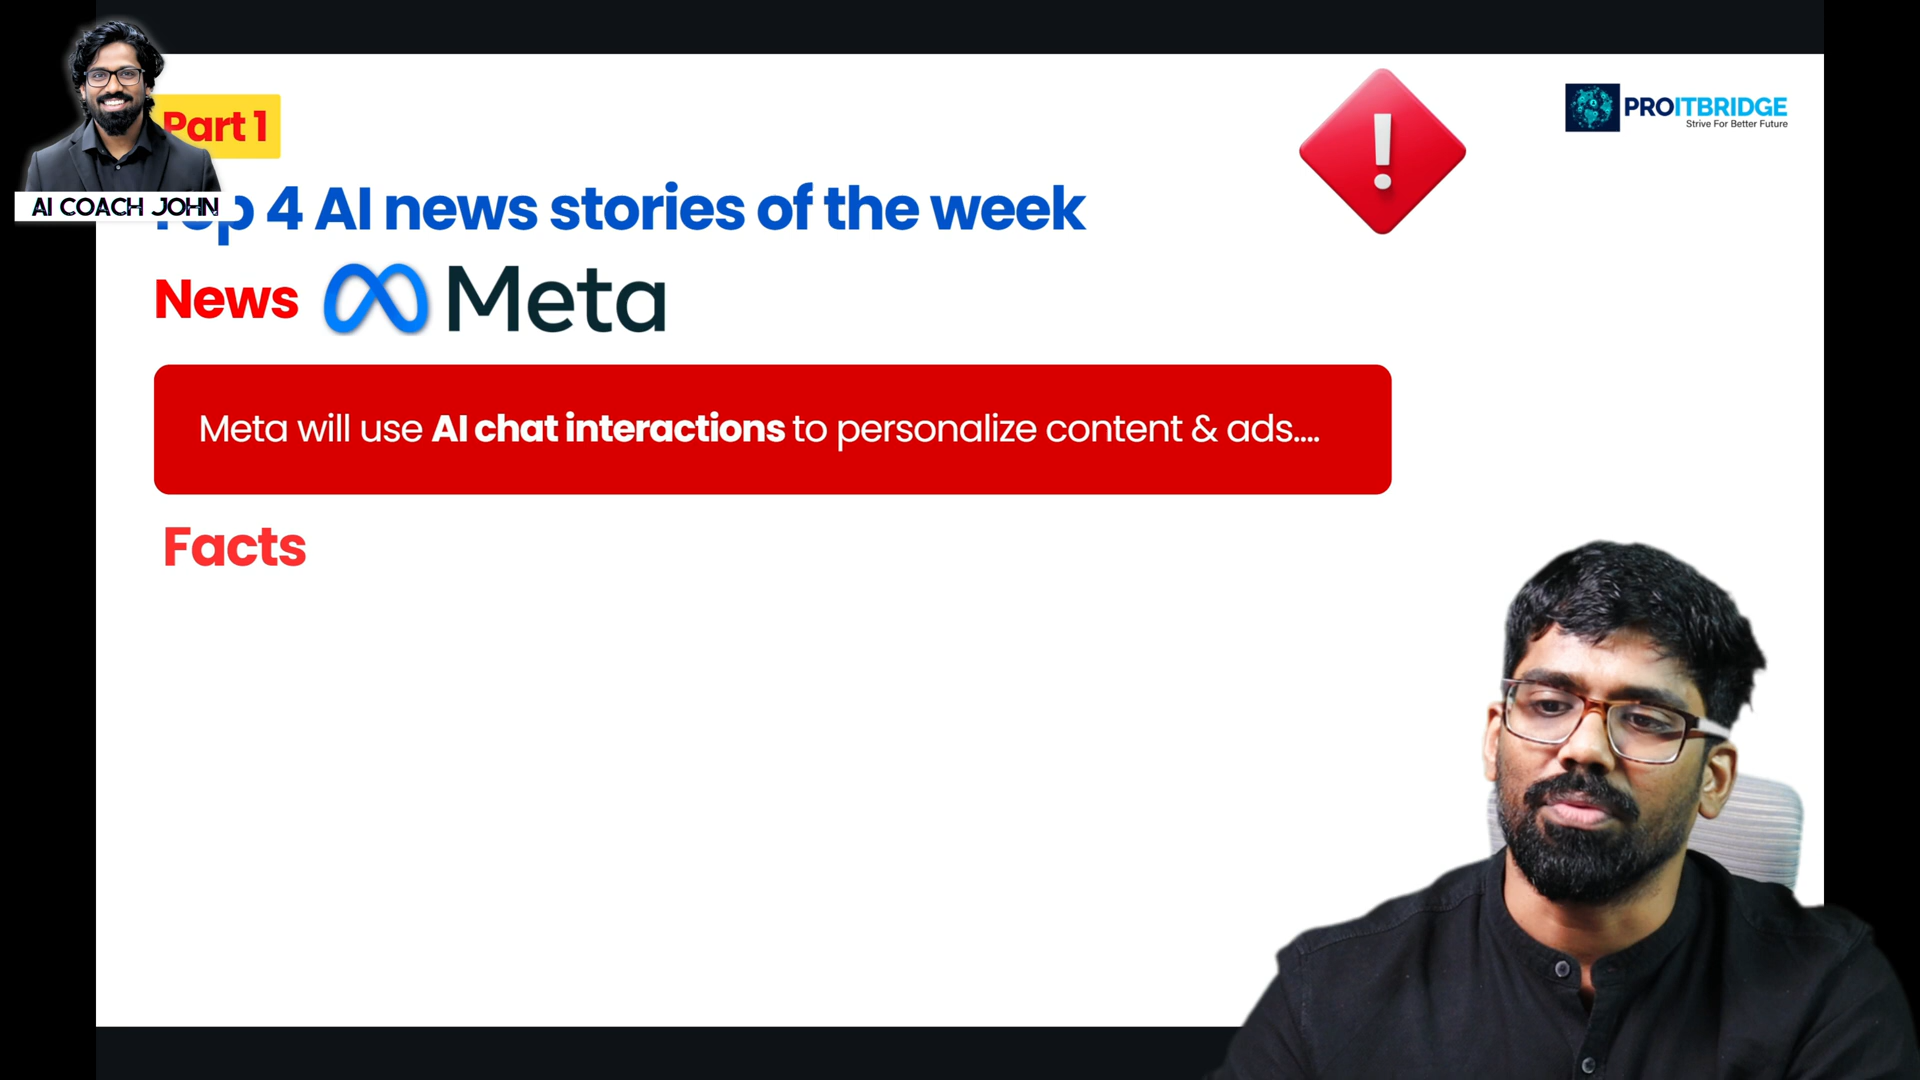 Part 1
AI COACH JOHN
Top 4 AI news stories of the week
News Meta
Meta will use AI chat interactions to personalize content & ads....
Facts
PROITBRIDGE
Strive For Better Future